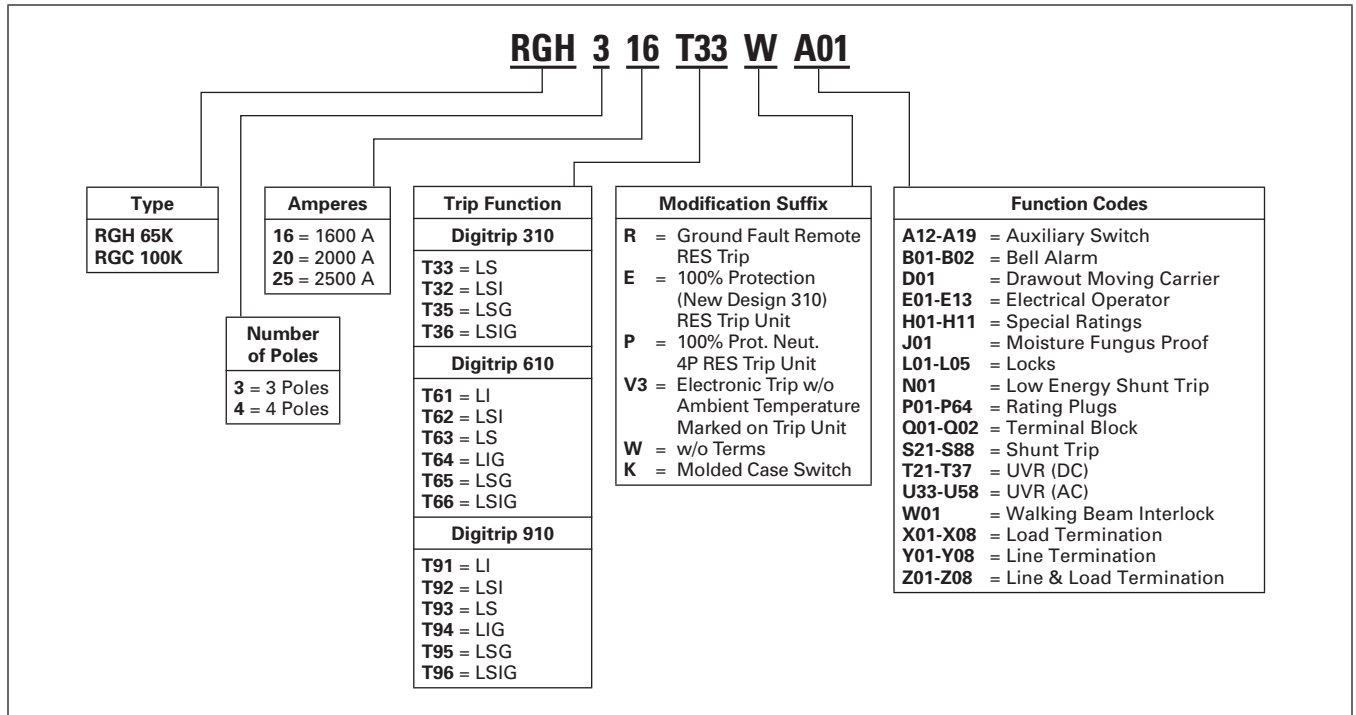 RGH 3 16 T33 W A01
Type
RGH 65K
RGC 100K
Number
of Poles
3 = 3 Poles
4 = 4 Poles
Amperes
16 = 1600 A
20 = 2000 A
25 = 2500 A
Trip Function
Digitrip 310
T33 = LS
T32 = LSI
T35 = LSG
T36 = LSIG
Digitrip 610
T61 = LI
T62 = LSI
T63 = LS
T64 = LIG
T65 = LSG
T66 = LSIG
Digitrip 910
T91 = LI
T92 = LSI
T93 = LS
T94 = LIG
T95 = LSG
T96 = LSIG
Modification Suffix
R = Ground Fault Remote
RES Trip
E = 100% Protection
(New Design 310)
RES Trip Unit
P = 100% Prot. Neut.
4P RES Trip Unit
V3 = Electronic Trip w/o
Ambient Temperature
Marked on Trip Unit
W = w/o Terms
K = Molded Case Switch
Function Codes
A12-A19 = Auxiliary Switch
B01-B02 = Bell Alarm
D01 = Drawout Moving Carrier
E01-E13 = Electrical Operator
H01-H11 = Special Ratings
J01 = Moisture Fungus Proof
L01-L05 = Locks
N01 = Low Energy Shunt Trip
P01-P64 = Rating Plugs
Q01-Q02 = Terminal Block
S21-S88 = Shunt Trip
T21-T37 = UVR (DC)
U33-U58 = UVR (AC)
W01 = Walking Beam Interlock
X01-X08 = Load Termination
Y01-Y08 = Line Termination
Z01-Z08 = Line & Load Termination